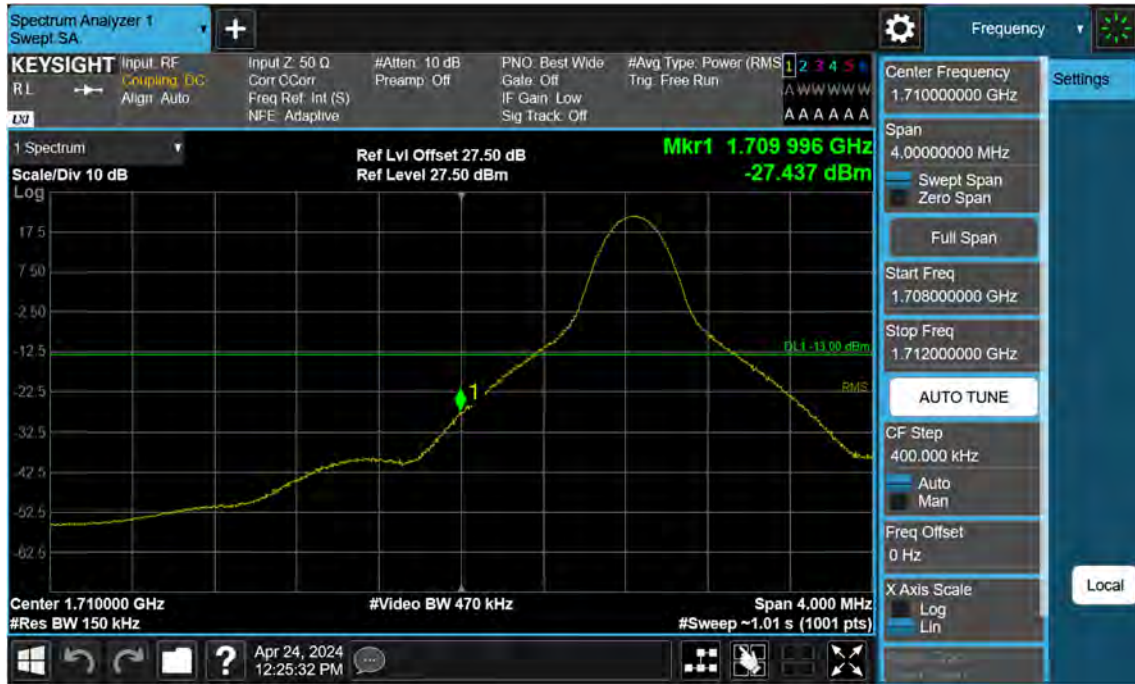 Spectrum Analyzer 1
Swept SA
+
Frequency
KEYSIGHT
RL
LXI
Input: RF
Coupling: DC
Align: Auto
Input Z: 50 Ω
Corr CCorr
Freq Ref: Int (S)
NFE: Adaptive
#Atten: 10 dB
Preamp: Off
PNO: Best Wide
Gate: Off
IF Gain: Low
Sig Track: Off
#Avg Type: Power (RMS
Trig: Free Run
1 2 3 4 5 6
A W W W W W
A A A A A A
1 Spectrum
Scale/Div 10 dB
Log
Ref Lvl Offset 27.50 dB
Ref Level 27.50 dBm
Mkr1 1.709 996 GHz
-27.437 dBm
17.5
7.50
-2.50
-12.5
-22.5
-32.5
-42.5
-52.5
-62.5
DL1 -13.00 dBm
RMS
1
Center 1.710000 GHz
#Res BW 150 kHz
#Video BW 470 kHz
Span 4.000 MHz
#Sweep ~1.01 s (1001 pts)
?
Apr 24, 2024
12:25:32 PM
Center Frequency
1.710000000 GHz
Span
4.00000000 MHz
Swept Span
Zero Span
Full Span
Start Freq
1.708000000 GHz
Stop Freq
1.712000000 GHz
AUTO TUNE
CF Step
400.000 kHz
Auto
Man
Freq Offset
0 Hz
X Axis Scale
Log
Lin
Settings
Local